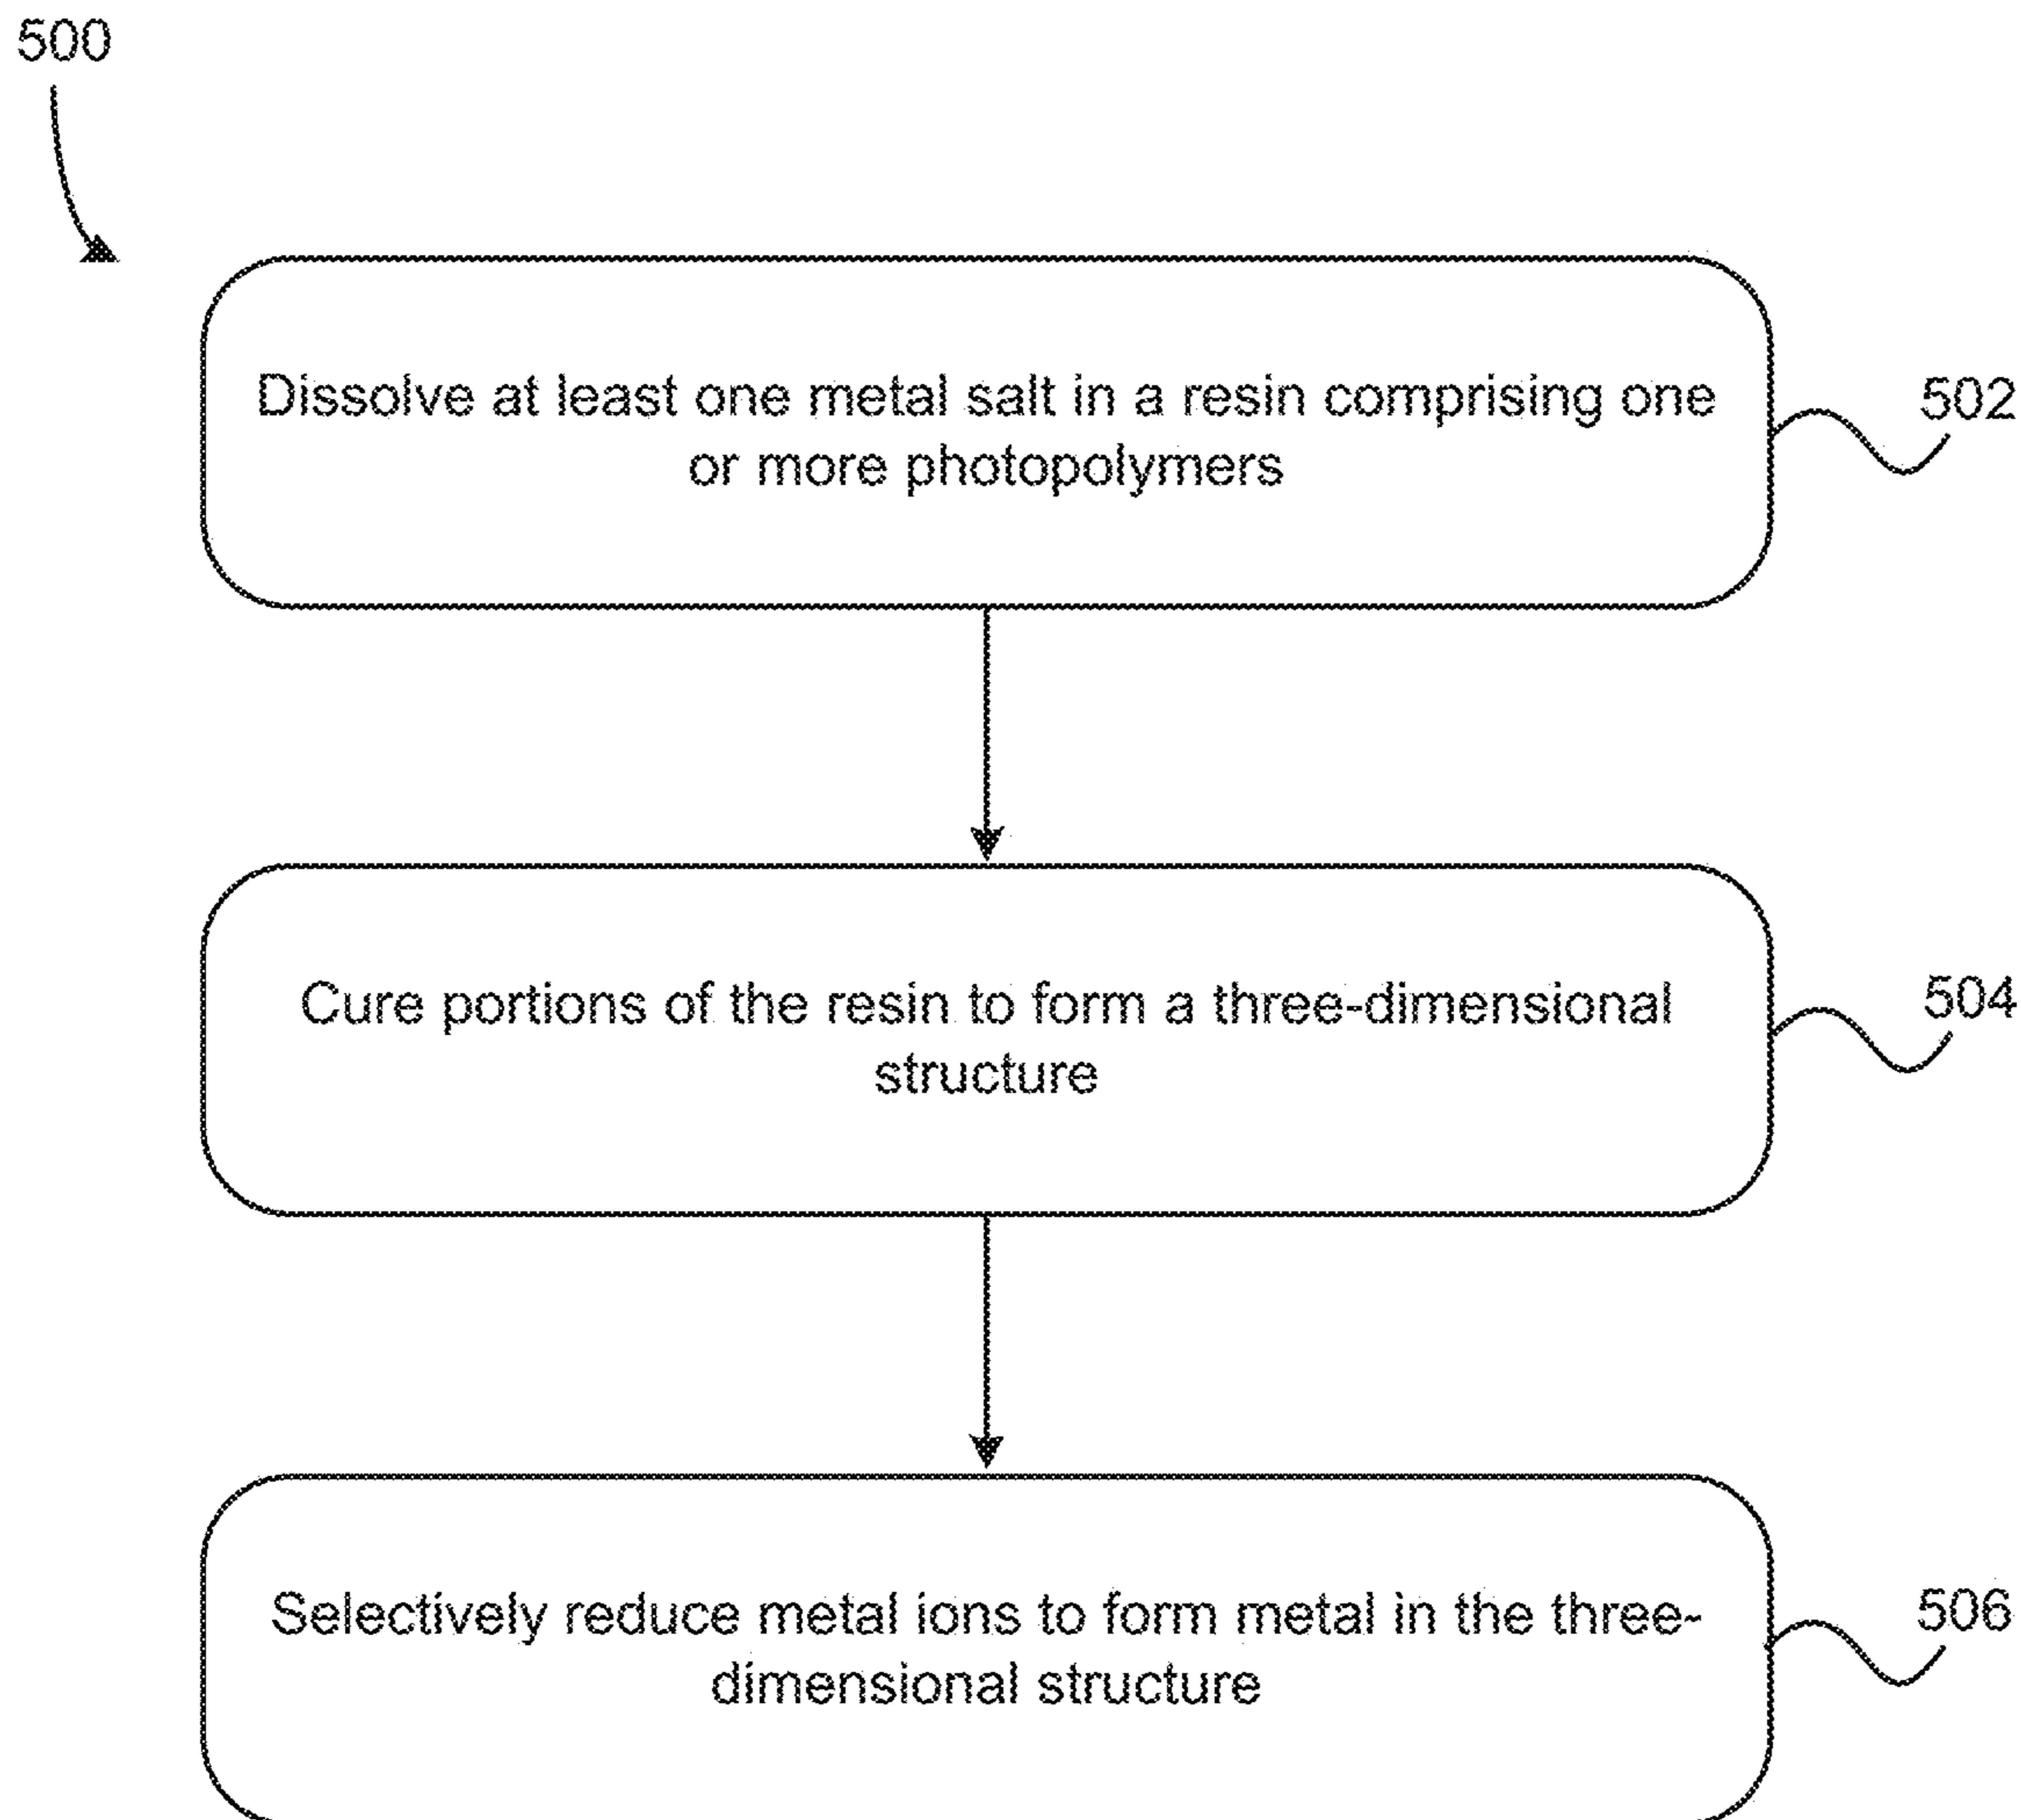 500
Dissolve at least one metal salt in a resin comprising one
or more photopolymers
502
Cure portions of the resin to form a three-dimensional
structure
504
Selectively reduce metal ions to form metal in the three-
dimensional structure
506